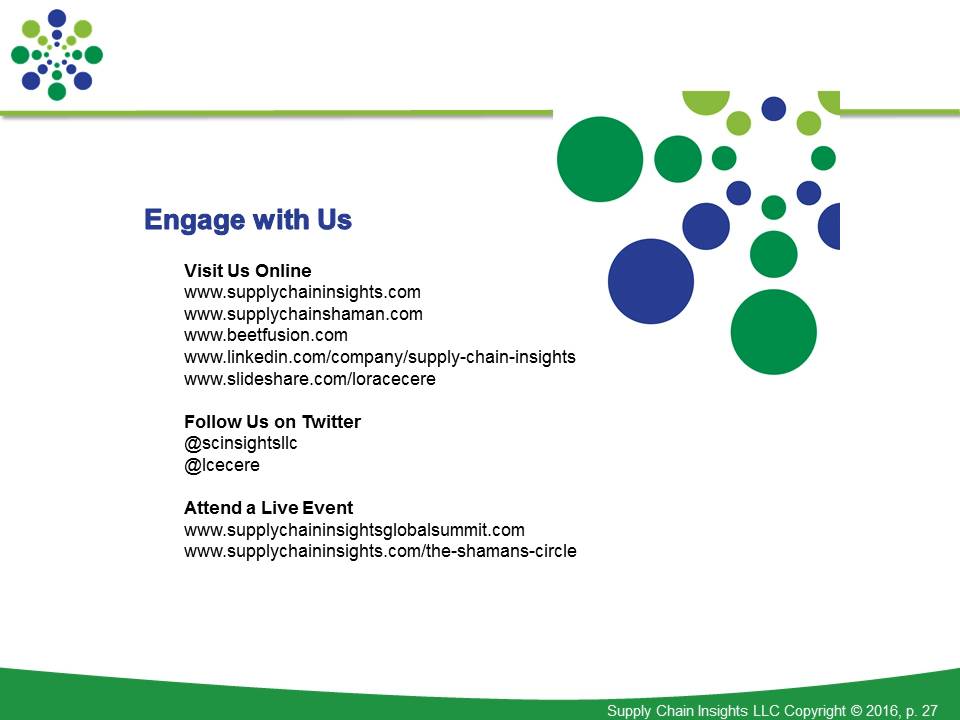 Engage with Us
Visit Us Online
www.supplychaininsights.com
www.supplychainshaman.com
www.beetfusion.com
www.linkedin.com/company/supply-chain-insights
www.slideshare.com/loracecere
Follow Us on Twitter
@scinsightsllc
@lcecere
Attend a Live Event
www.supplychaininsightsglobalsummit.com
www.supplychaininsights.com/the-shamans-circle
Supply Chain Insights LLC Copyright © 2016, p. 27